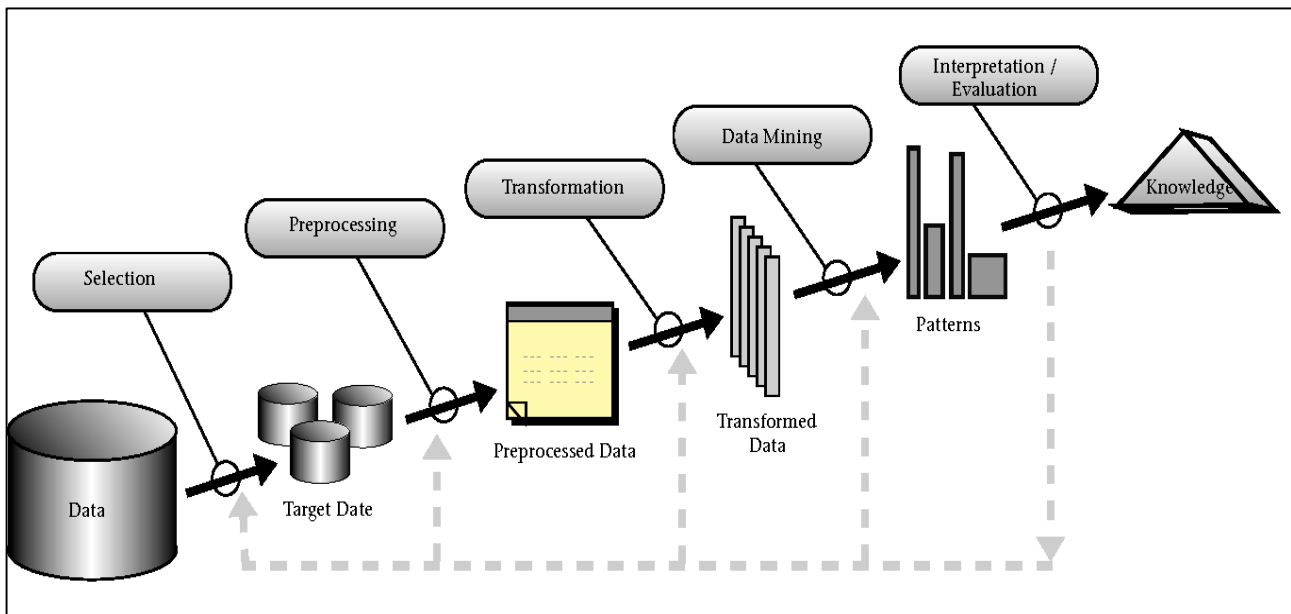 Interpretation /
Evaluation
Data Mining
Transformation
Preprocessing
Selection
Knowledge
Patterns
Transformed
Data
Preprocessed Data
Target Date
Data